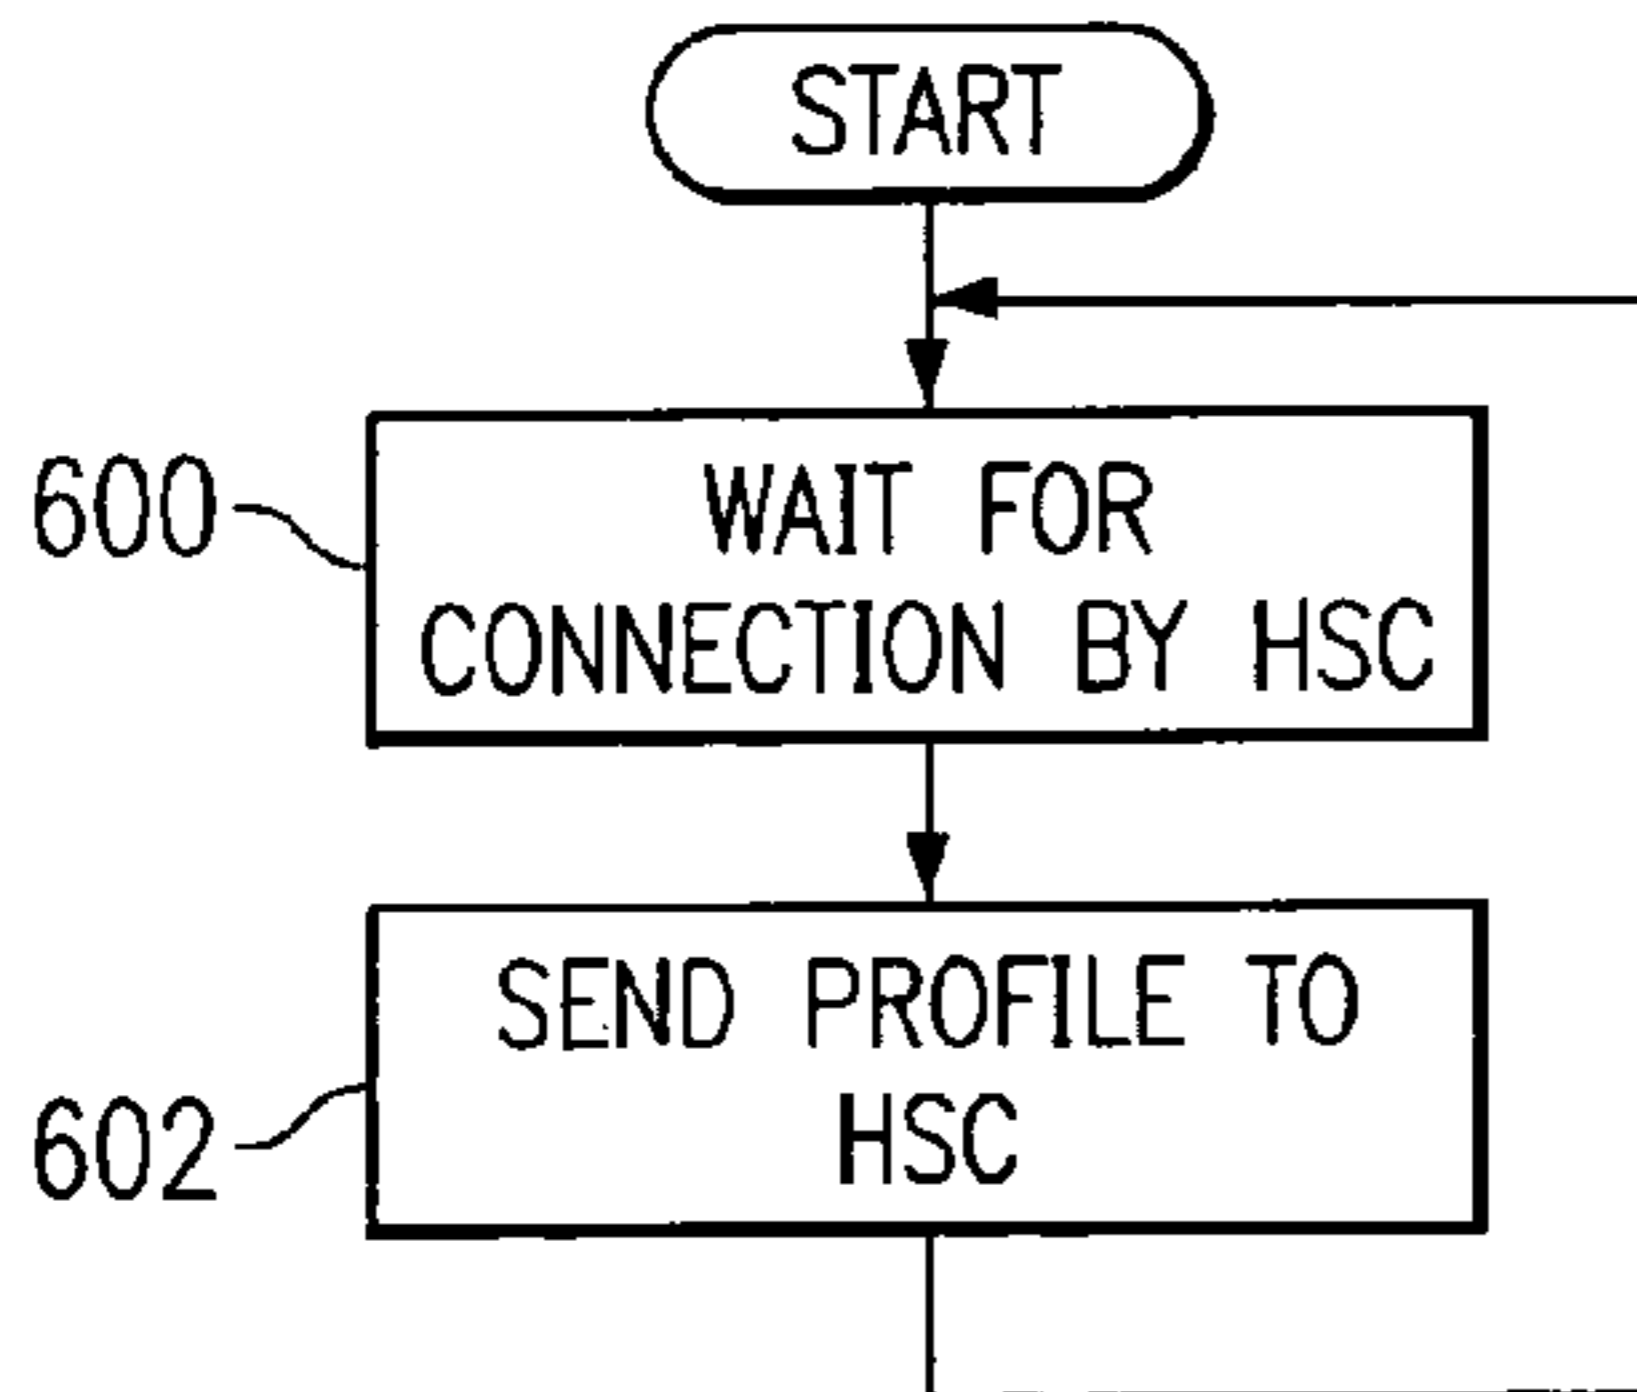 START
600
WAIT FOR
CONNECTION BY HSC
SEND PROFILE TO
HSC
602